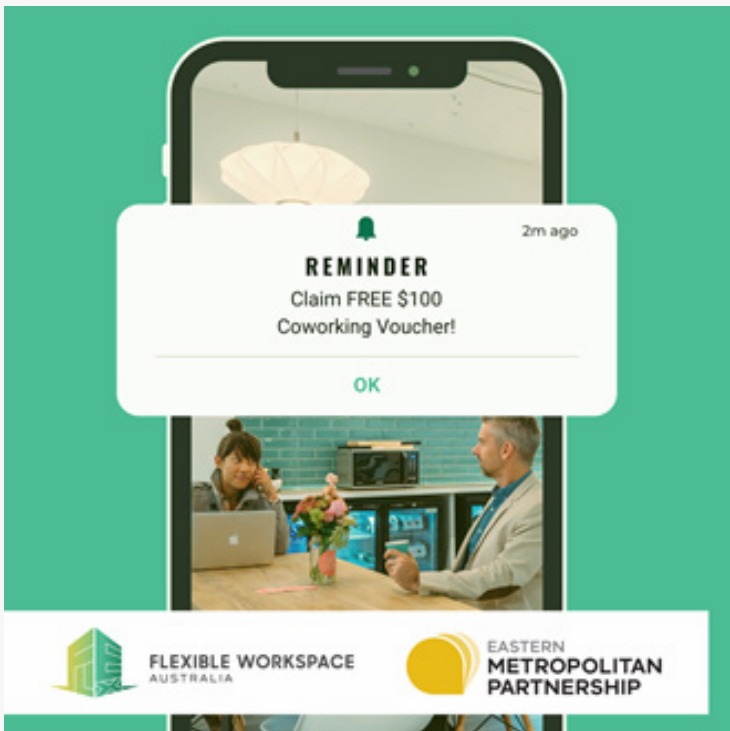 2m ago
REMINDER
Claim FREE $100
Coworking Voucher!
OK
FLEXIBLE WORKSPACE
AUSTRALIA
EASTERN
METROPOLITAN
PARTNERSHIP